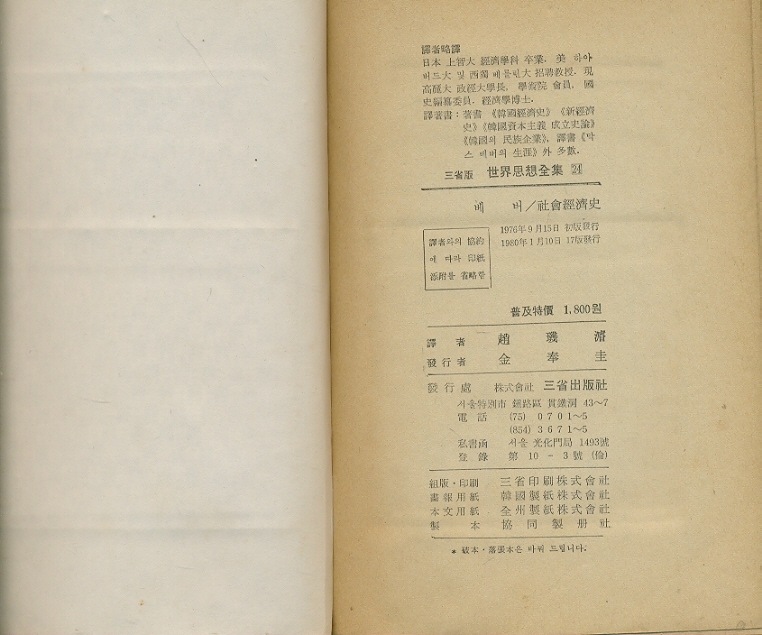 譯者略譯
日本 上智大 經濟學科 卒業. 美 하아
버드大 및 西獨 베를린大 招聘敎授. 現
高麗大 政經大學長, 學術院 會員, 國
史編纂委員, 經濟學博士.
譯著書: 著書 《韓國經濟史》 《新經濟
史》《韓國資本主義 成立史論》
《韓國의 民族企業》, 譯書 《막
스 베버의 生涯》 外 多數.
三省版 世界思想全集 24
베 버/社會經濟史
1976年 9月 15日 初版發行
1980年 1月 10日 17版發行
譯者와의 協約
에 따라 印紙
添附를 省略함
普及特價 1,800원
譯 者 趙 璣 濬
發行者 金 奉 圭
發行處 株式會社 三省出版社
서울特別市 鍾路區 貫鐵洞 43~7
電話 (75) 0701~5
(854) 3671~5
私書函 서울 光化門局 1493號
登錄 第 10-3號 (倫)
組版・印刷 三省印刷株式會社
畫報用紙 韓國製紙株式會社
本文用紙 全州製紙株式會社
製本 協同製册社
* 破本・落張本은 바꿔 드립니다.